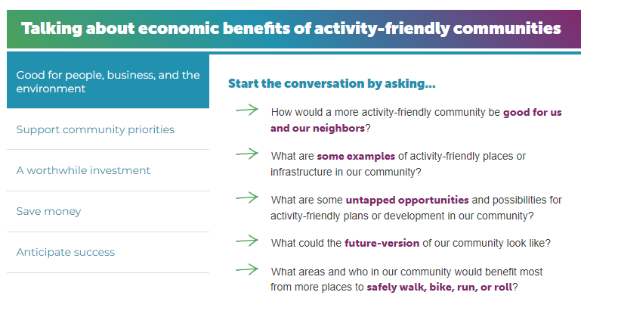 Talking about economic benefits of activity-friendly communities
Good for people, business, and the
environment
Support community priorities
A worthwhile investment
Save money
Anticipate success
Start the conversation by asking...
How would a more activity-friendly community be good for us
and our neighbors?
What are some examples of activity-friendly places or
infrastructure in our community?
What are some untapped opportunities and possibilities for
activity-friendly plans or development in our community?
What could the future-version of our community look like?
What areas and who in our community would benefit most
from more places to safely walk, bike, run, or roll?